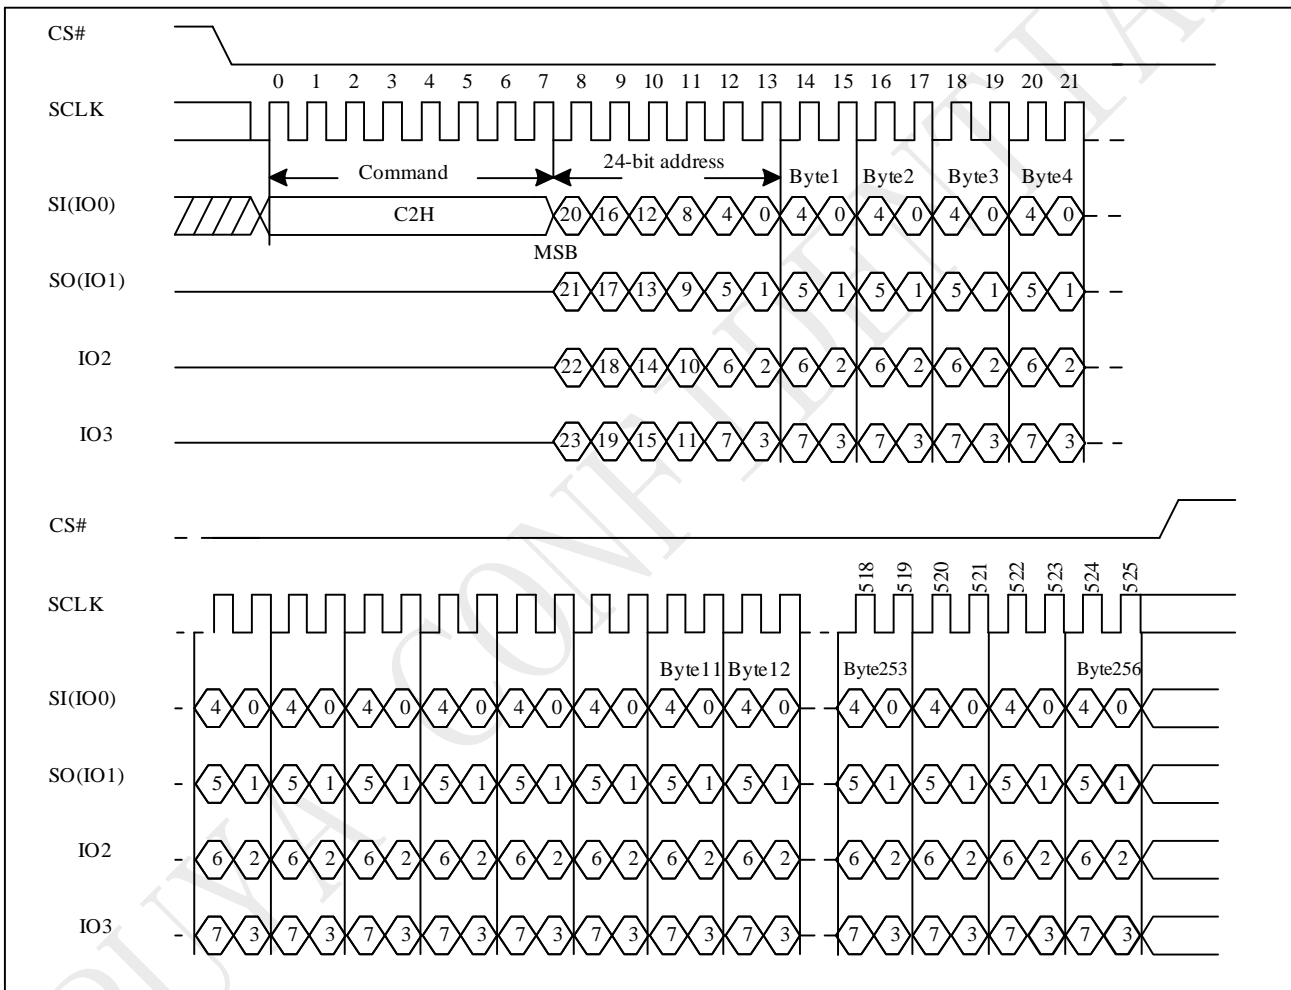 CS#
0 1 2 3 4 5 6 7 8 9 10 11 12 13 14 15 16 17 18 19 20 21
SCLK
Command 24-bit address Byte1 Byte2 Byte3 Byte4
SI(IO0) C2H 20 16 12 8 4 0 4 0 4 0 4 0 4 0
MSB
SO(IO1) 21 17 13 9 5 1 5 1 5 1 5 1 5 1
IO2 22 18 14 10 6 2 6 2 6 2 6 2 6 2
IO3 23 19 15 11 7 3 7 3 7 3 7 3 7 3
CS#
518 519 520 521 522 523 524 525
SCLK
Byte11 Byte12 Byte253 Byte256
SI(IO0) 4 0 4 0 4 0 4 0 4 0 4 0 4 0 4 0 4 0 4 0 4 0 4 0
SO(IO1) 5 1 5 1 5 1 5 1 5 1 5 1 5 1 5 1 5 1 5 1 5 1 5 1
IO2 6 2 6 2 6 2 6 2 6 2 6 2 6 2 6 2 6 2 6 2 6 2 6 2
IO3 7 3 7 3 7 3 7 3 7 3 7 3 7 3 7 3 7 3 7 3 7 3 7 3
PUYA CONFIDENTIA